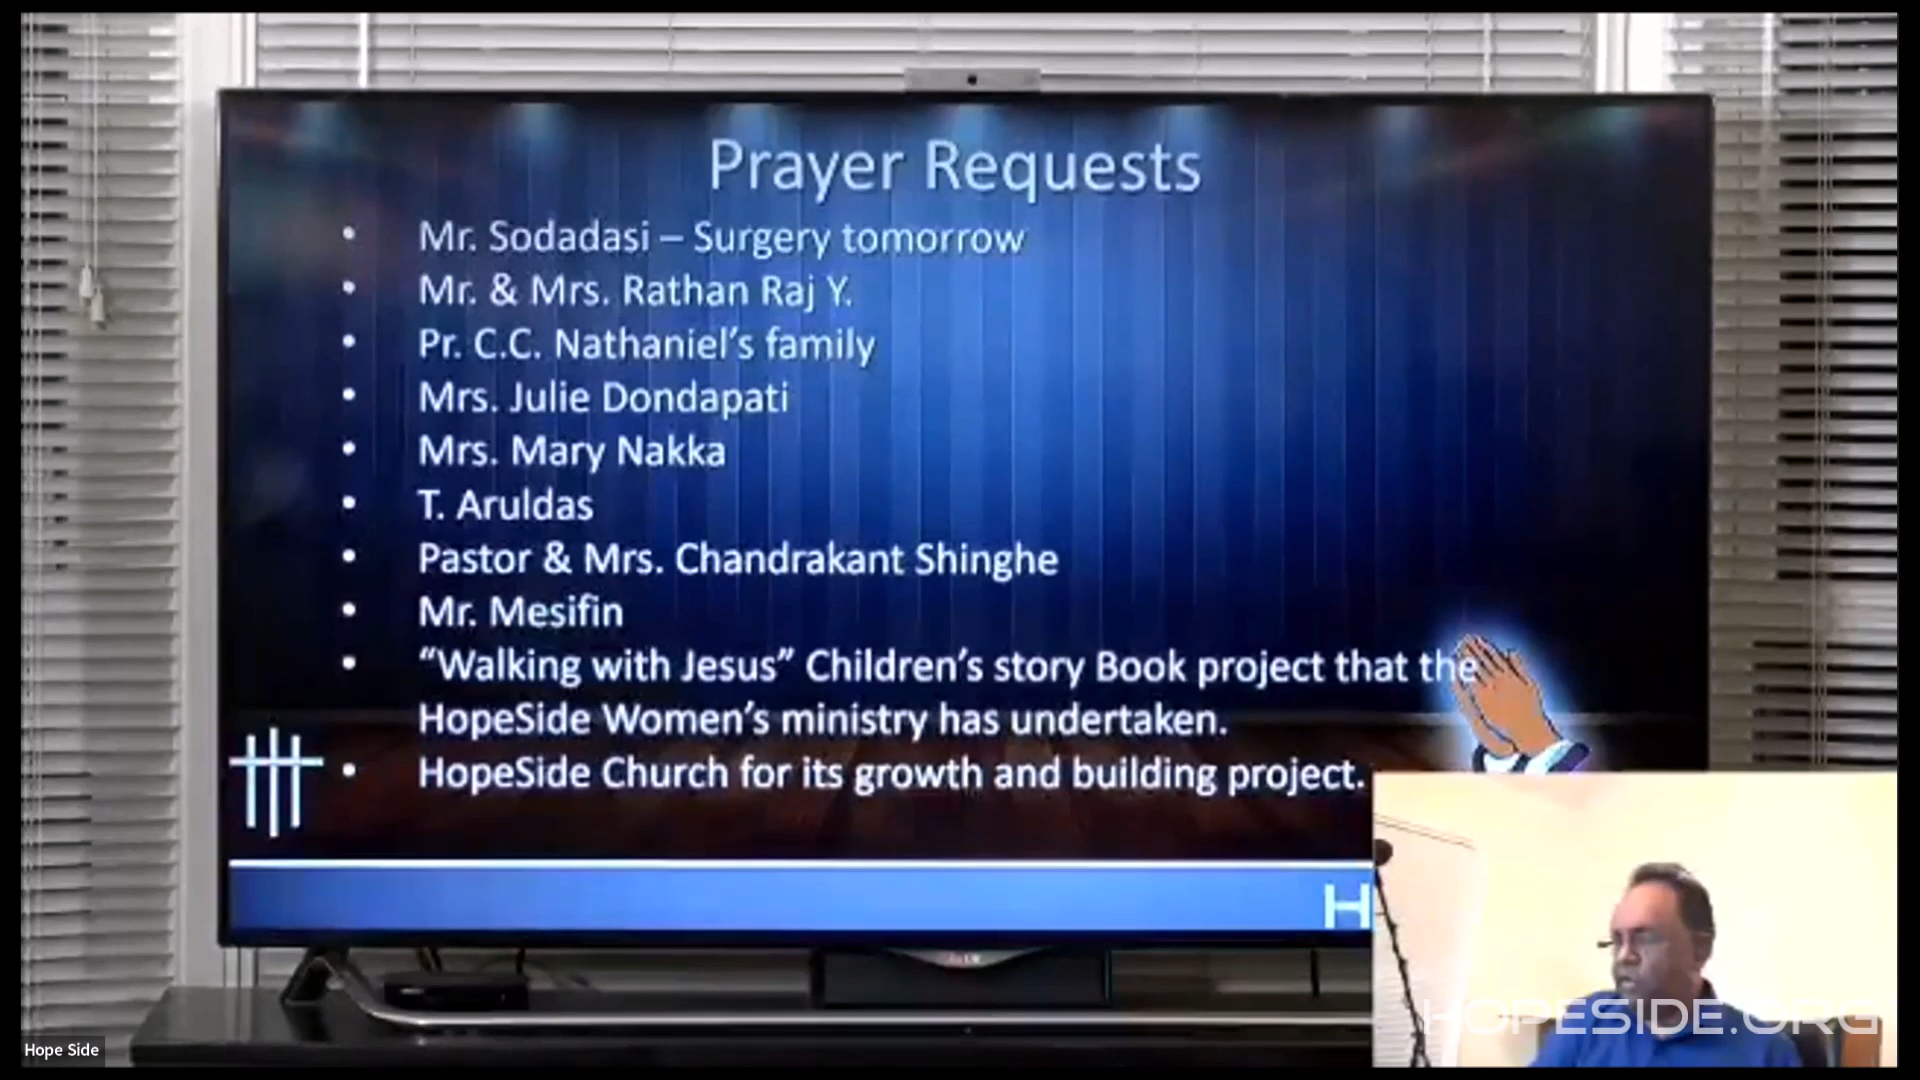 Prayer Requests
• Mr. Sodadasi – Surgery tomorrow
• Mr. & Mrs. Rathan Raj Y.
• Pr. C.C. Nathaniel’s family
• Mrs. Julie Dondapati
• Mrs. Mary Nakka
• T. Aruldas
• Pastor & Mrs. Chandrakant Shinghe
• Mr. Mesifin
• “Walking with Jesus” Children’s story Book project that the
HopeSide Women’s ministry has undertaken.
• HopeSide Church for its growth and building project.
H
HOPESIDE.ORG
Hope Side